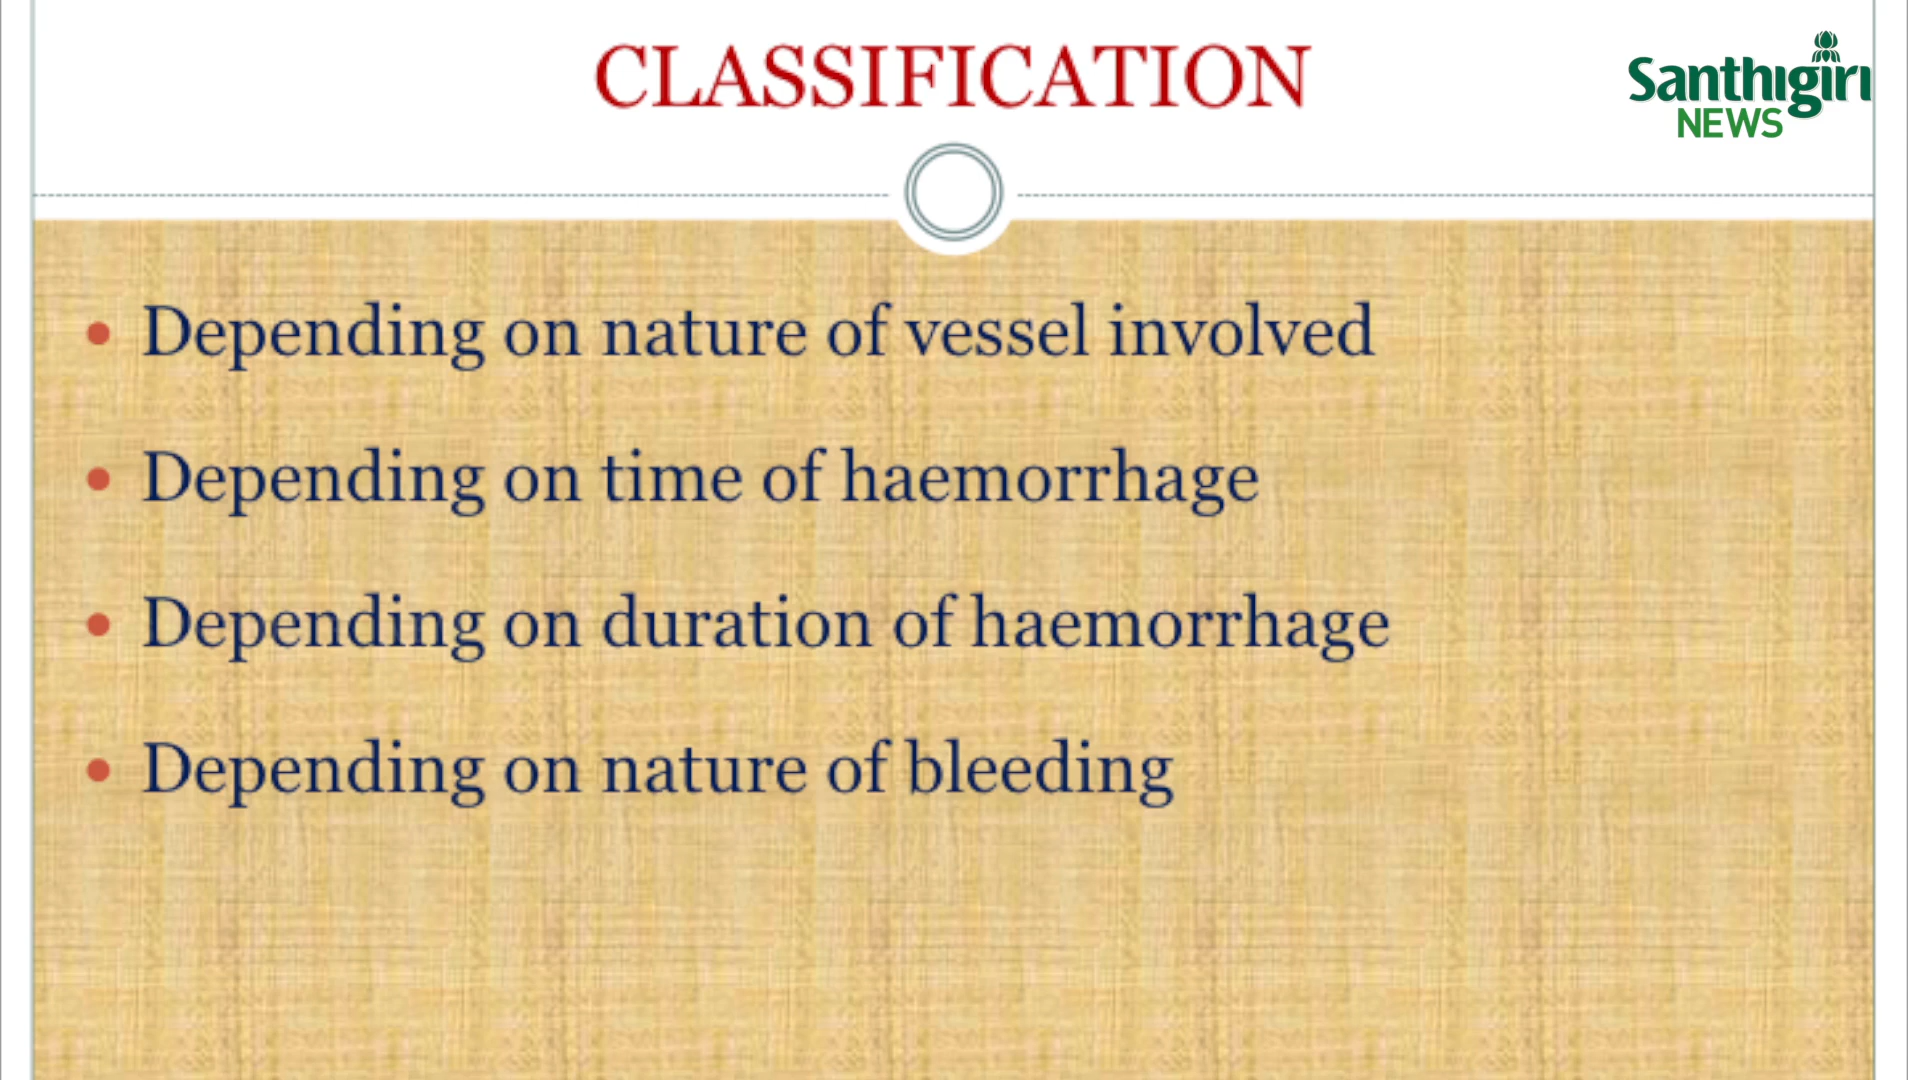 CLASSIFICATION
Santhigiri
NEWS
Depending on nature of vessel involved
Depending on time of haemorrhage
Depending on duration of haemorrhage
Depending on nature of bleeding